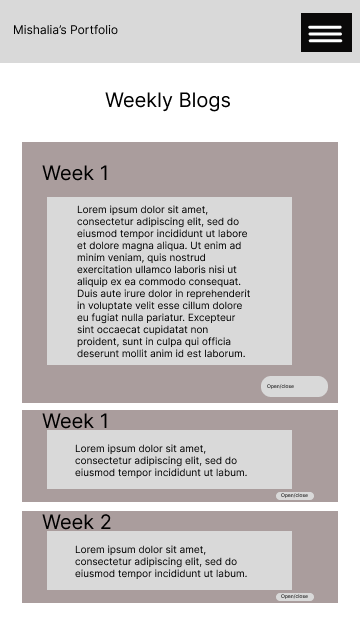 Mishalia's Portfolio
Weekly Blogs
Week 1
Lorem ipsum dolor sit amet,
consectetur adipiscing elit, sed do
eiusmod tempor incididunt ut labore
et dolore magna aliqua. Ut enim ad
minim veniam, quis nostrud
exercitation ullamco laboris nisi ut
aliquip ex ea commodo consequat.
Duis aute irure dolor in reprehenderit
in voluptate velit esse cillum dolore
eu fugiat nulla pariatur. Excepteur
sint occaecat cupidatat non
proident, sunt in culpa qui officia
deserunt mollit anim id est laborum.
Open/close
Week 1
Lorem ipsum dolor sit amet,
consectetur adipiscing elit, sed do
eiusmod tempor incididunt ut labum.
Open/close
Week 2
Lorem ipsum dolor sit amet,
consectetur adipiscing elit, sed do
eiusmod tempor incididunt ut labum.
Open/close